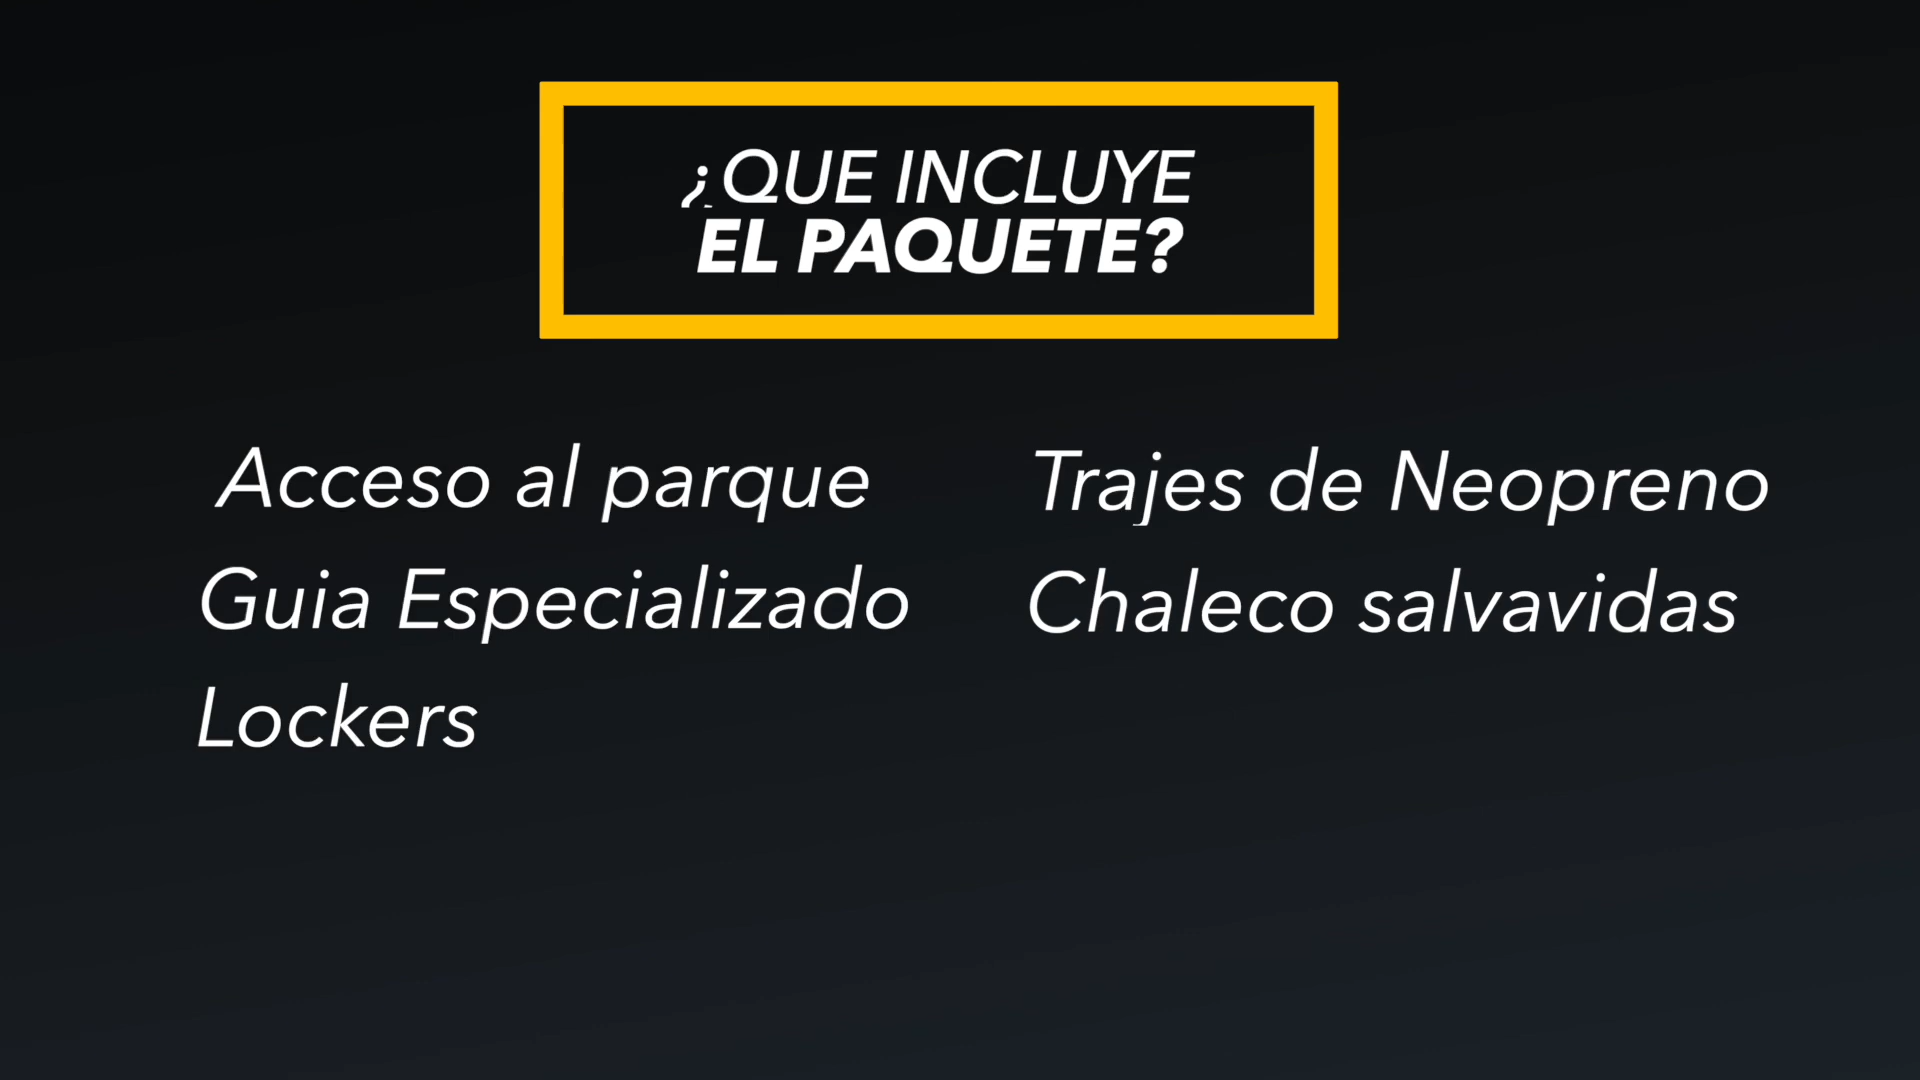 ¿QUE INCLUYE
EL PAQUETE?
Acceso al parque
Guia Especializado
Lockers
Trajes de Neopreno
Chaleco salvavidas